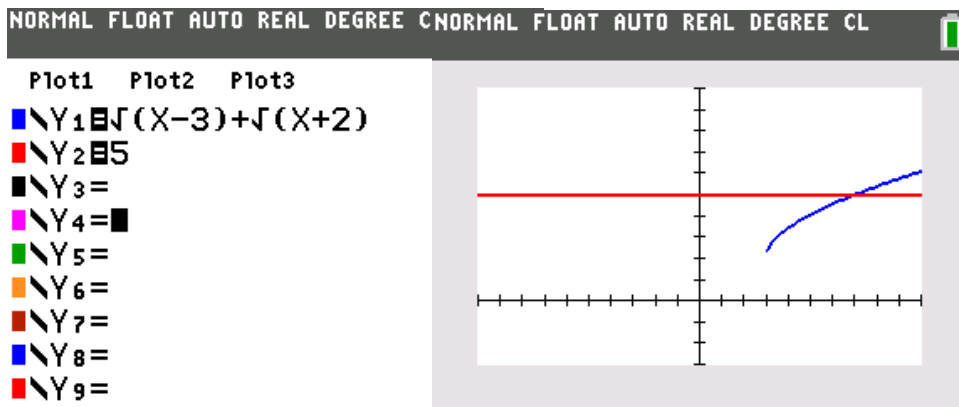 NORMAL FLOAT AUTO REAL DEGREE C
NORMAL FLOAT AUTO REAL DEGREE CL
Plot1 Plot2 Plot3
\Y1=√(X-3)+√(X+2)
\Y2=5
\Y3=
\Y4=
\Y5=
\Y6=
\Y7=
\Y8=
\Y9=